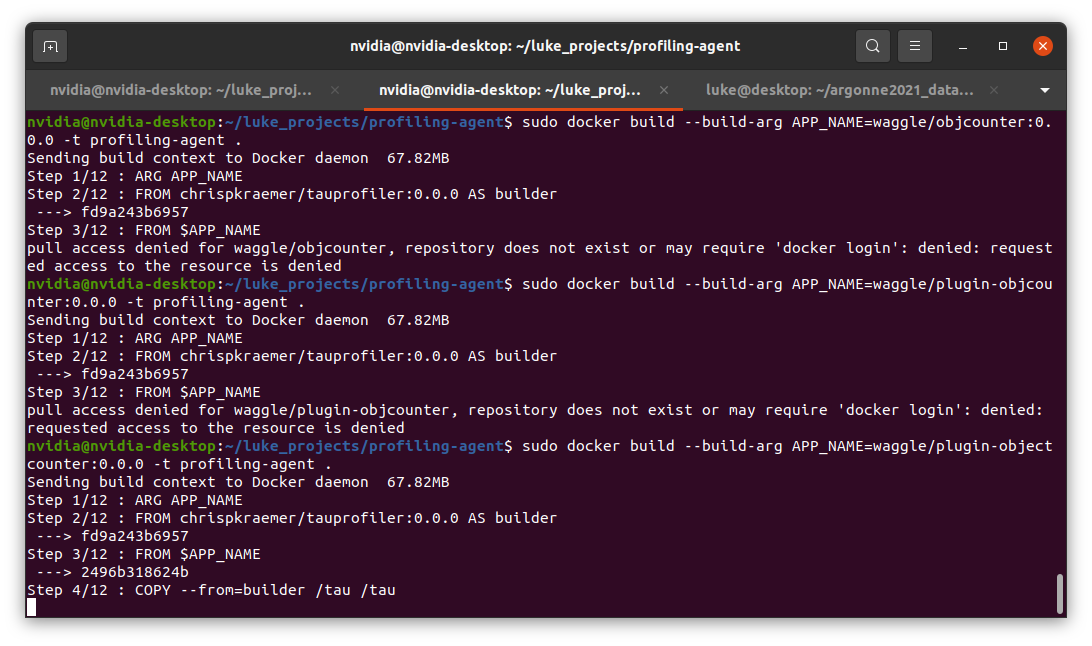 nvidia@nvidia-desktop: ~/luke_projects/profiling-agent
nvidia@nvidia-desktop: ~/luke_proj...
nvidia@nvidia-desktop: ~/luke_proj...
luke@desktop: ~/argonne2021_data...
nvidia@nvidia-desktop:~/luke_projects/profiling-agent$ sudo docker build --build-arg APP_NAME=waggle/objcounter:0.
0.0 -t profiling-agent .
Sending build context to Docker daemon  67.82MB
Step 1/12 : ARG APP_NAME
Step 2/12 : FROM chrispkraemer/tauprofiler:0.0.0 AS builder
 ---> fd9a243b6957
Step 3/12 : FROM $APP_NAME
pull access denied for waggle/objcounter, repository does not exist or may require 'docker login': denied: request
ed access to the resource is denied
nvidia@nvidia-desktop:~/luke_projects/profiling-agent$ sudo docker build --build-arg APP_NAME=waggle/plugin-objcou
nter:0.0.0 -t profiling-agent .
Sending build context to Docker daemon  67.82MB
Step 1/12 : ARG APP_NAME
Step 2/12 : FROM chrispkraemer/tauprofiler:0.0.0 AS builder
 ---> fd9a243b6957
Step 3/12 : FROM $APP_NAME
pull access denied for waggle/plugin-objcounter, repository does not exist or may require 'docker login': denied:
requested access to the resource is denied
nvidia@nvidia-desktop:~/luke_projects/profiling-agent$ sudo docker build --build-arg APP_NAME=waggle/plugin-object
counter:0.0.0 -t profiling-agent .
Sending build context to Docker daemon  67.82MB
Step 1/12 : ARG APP_NAME
Step 2/12 : FROM chrispkraemer/tauprofiler:0.0.0 AS builder
 ---> fd9a243b6957
Step 3/12 : FROM $APP_NAME
 ---> 2496b318624b
Step 4/12 : COPY --from=builder /tau /tau